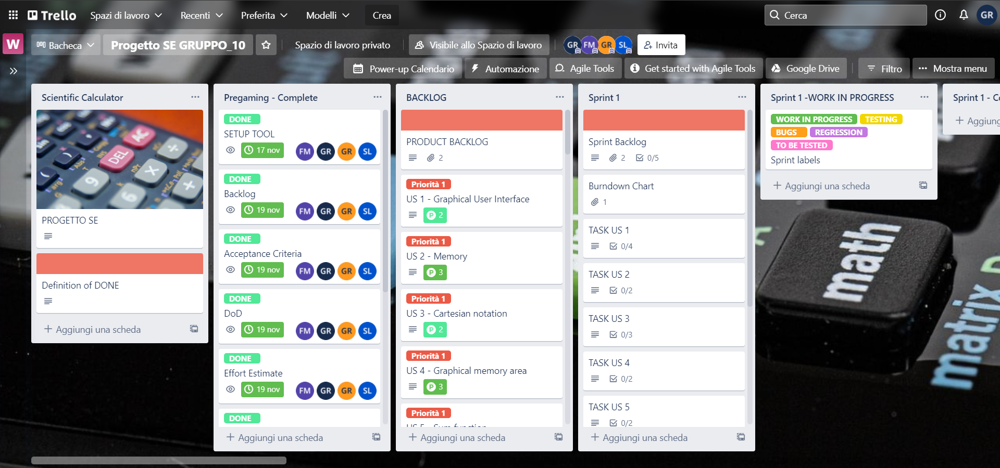 Trello
Spazi di lavoro
Recenti
Preferita
Modelli
Crea
Cerca
GR
W
Bacheca
Progetto SE GRUPPO_10
Spazio di lavoro privato
Visibile allo Spazio di lavoro
GR FM GR SL
Invita
Power-up Calendario
Automazione
Agile Tools
Get started with Agile Tools
Google Drive
Filtro
Mostra menu
Scientific Calculator
AC
DEL
9
6
PROGETTO SE
Definition of DONE
+ Aggiungi una scheda
Pregaming - Complete
DONE
SETUP TOOL
17 nov
FM GR GR SL
DONE
Backlog
19 nov
FM GR GR SL
DONE
Acceptance Criteria
19 nov
FM GR GR SL
DONE
DoD
19 nov
FM GR GR SL
DONE
Effort Estimate
19 nov
FM GR GR SL
DONE
+ Aggiungi una scheda
BACKLOG
PRODUCT BACKLOG
2
Priorità 1
US 1 - Graphical User Interface
P 2
Priorità 1
US 2 - Memory
P 3
Priorità 1
US 3 - Cartesian notation
P 2
Priorità 1
US 4 - Graphical memory area
P 3
Priorità 1
US 5 - Sum function
+ Aggiungi una scheda
Sprint 1
Sprint Backlog
2 0/5
Burndown Chart
1
TASK US 1
0/4
TASK US 2
0/2
TASK US 3
0/3
TASK US 4
0/2
TASK US 5
0/2
+ Aggiungi una scheda
Sprint 1 -WORK IN PROGRESS
WORK IN PROGRESS TESTING
BUGS REGRESSION
TO BE TESTED
Sprint labels
+ Aggiungi una scheda
Sprint 1 - Co
+ Aggiung
math
matrix